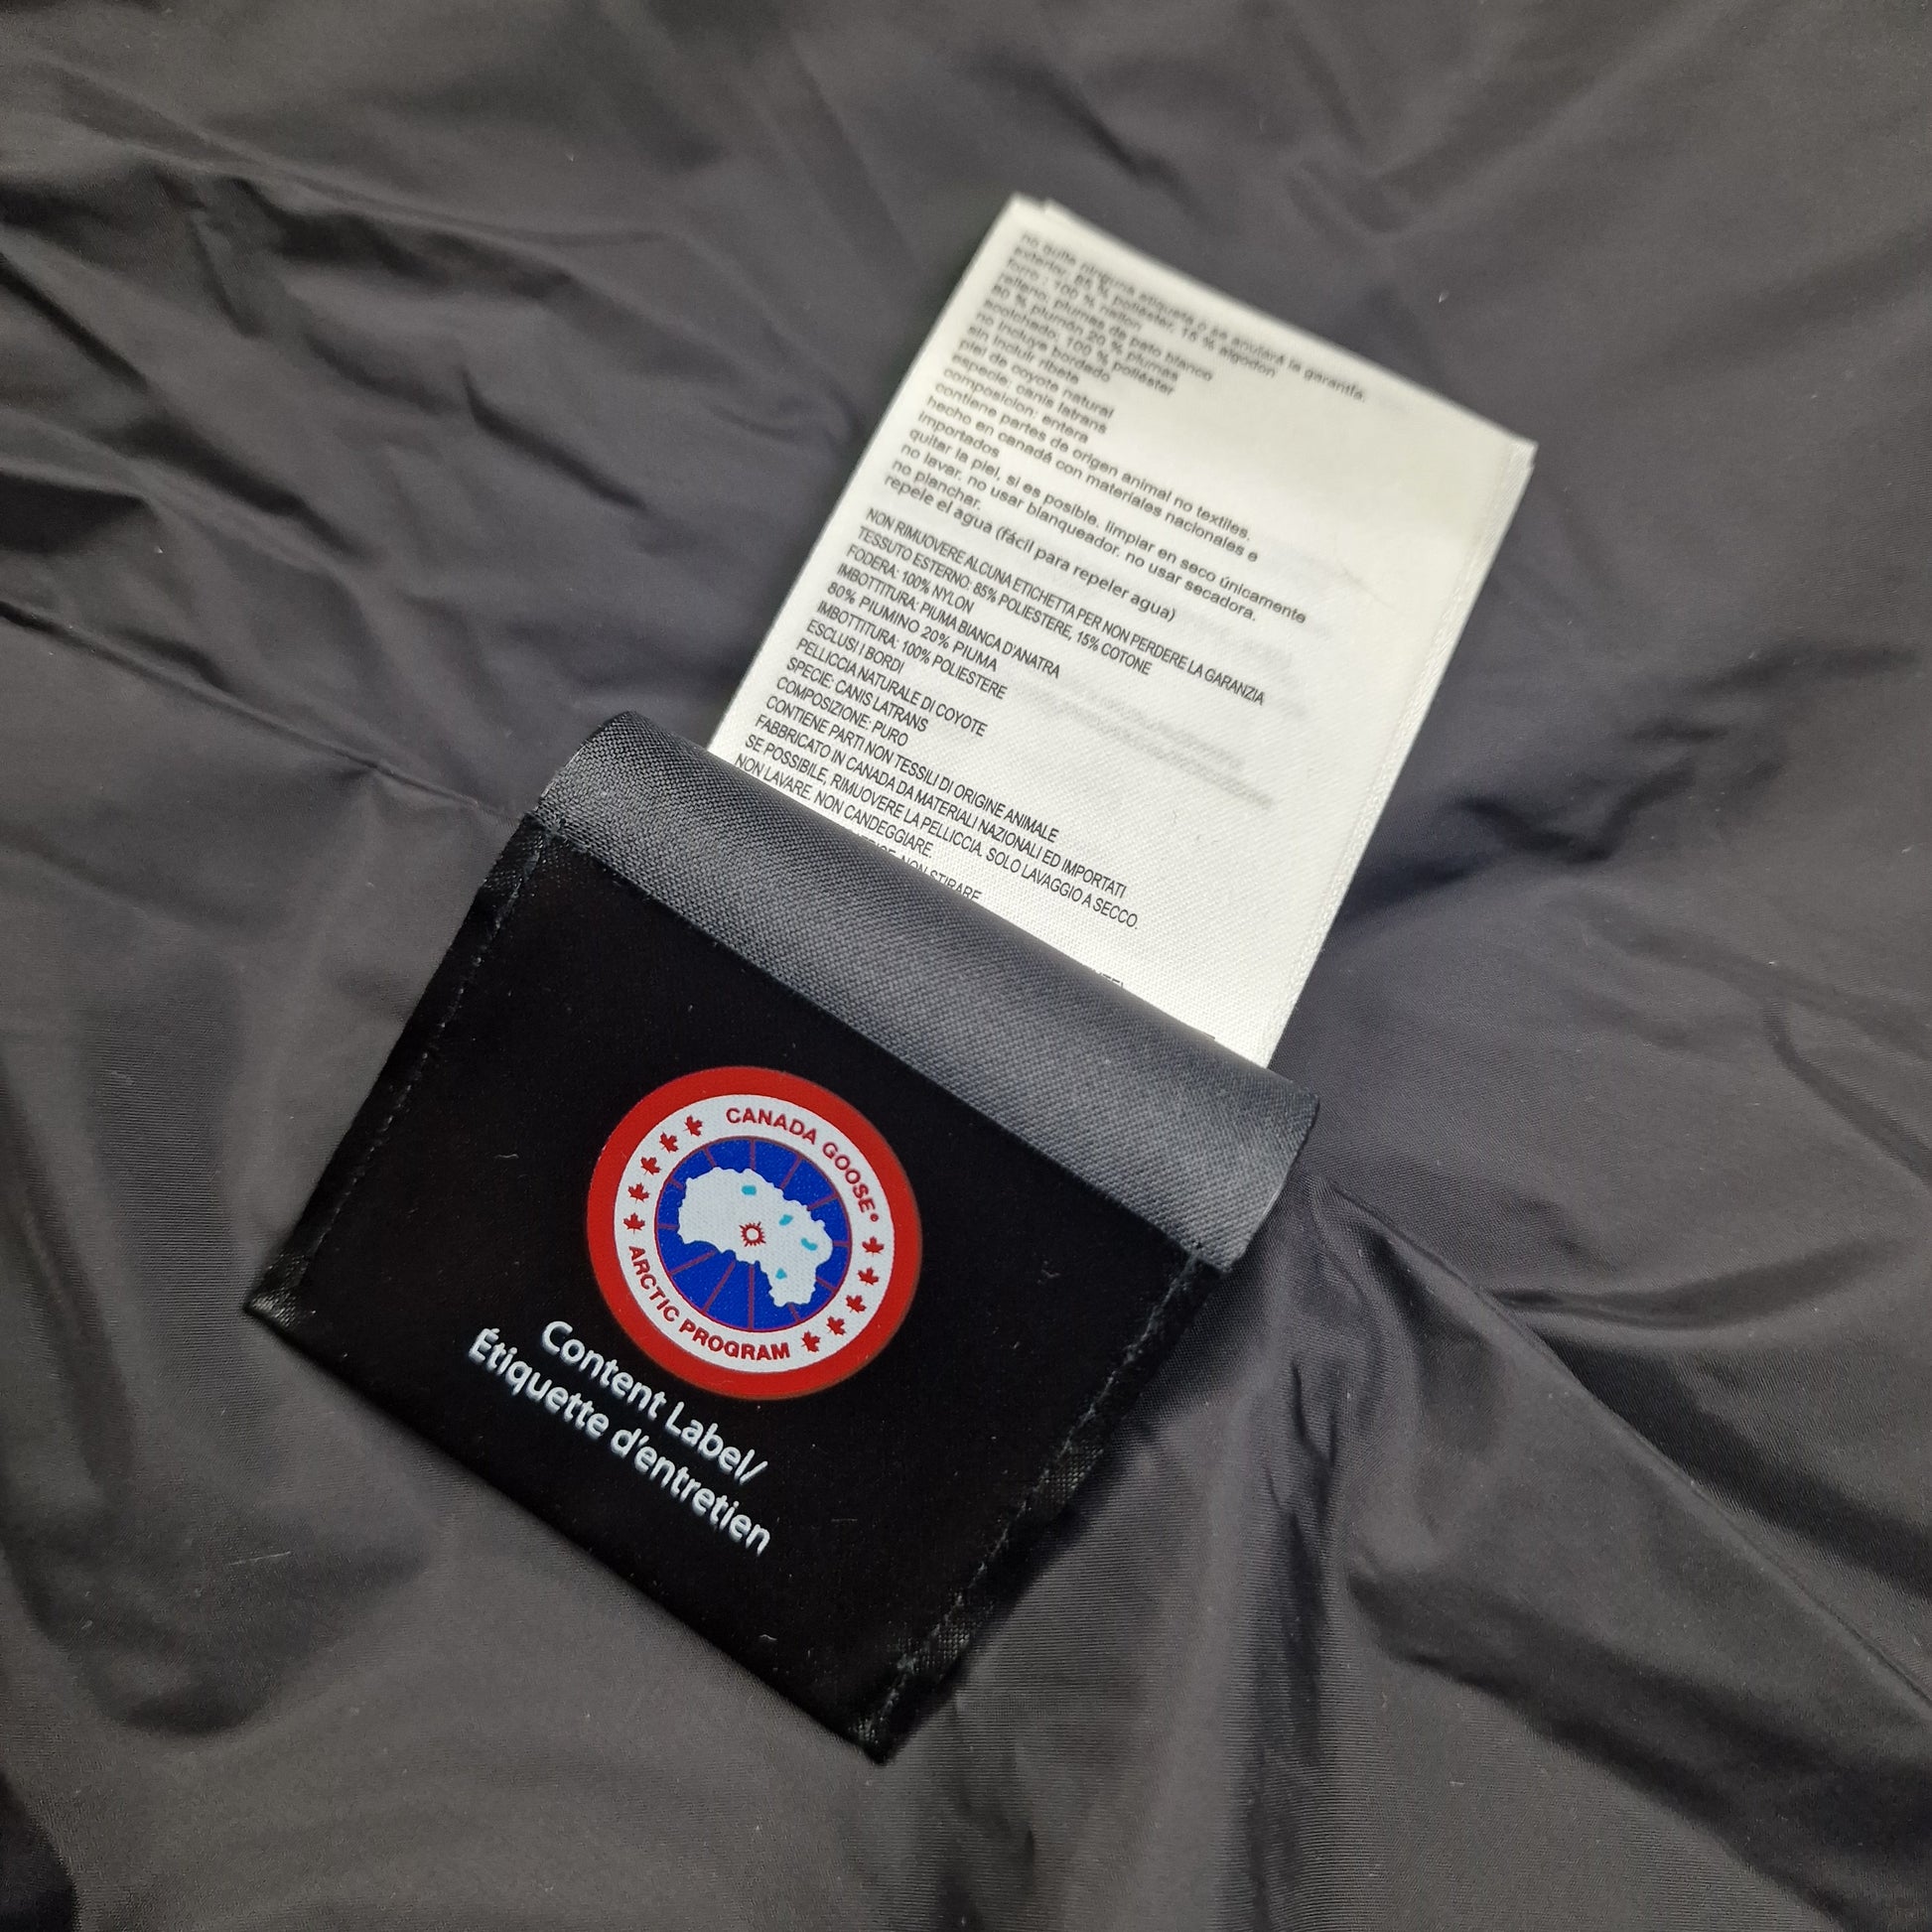 no quite ninguna etiqueta o se anulará la garantía.
exterior: 85 % poliéster, 15 % algodon
forro : 100 % nailon
relleno: plumas de pato blanco
80 % plumón 20 % plumas
acolchado: 100 % poliéster
no incluye bordado
sin incluir ribete
piel de coyote natural
especie: canis latrans
composicion: entera
contiene partes de origen animal no textiles.
hecho en canadá con materiales nacionales e
importados
quitar la piel, si es posible. limpiar en seco únicamente
no lavar. no usar blanqueador. no usar secadora.
no planchar.
repele el agua (fácil para repeler agua)
NON RIMUOVERE ALCUNA ETICHETTA PER NON PERDERE LA GARANZIA
TESSUTO ESTERNO: 85% POLIESTERE, 15% COTONE
FODERA: 100% NYLON
IMBOTTITURA: PIUMA BIANCA D'ANATRA
80% PIUMINO 20% PIUMA
IMBOTTITURA: 100% POLIESTERE
ESCLUSI I BORDI
PELLICCIA NATURALE DI COYOTE
SPECIE: CANIS LATRANS
COMPOSIZIONE: PURO
CONTIENE PARTI NON TESSILI DI ORIGINE ANIMALE
FABBRICATO IN CANADA DA MATERIALI NAZIONALI ED IMPORTATI
SE POSSIBILE, RIMUOVERE LA PELLICCIA. SOLO LAVAGGIO A SECCO.
NON LAVARE. NON CANDEGGIARE.
NON STIRARE
CANADA GOOSE®
ARCTIC PROGRAM
Content Label/
Étiquette d'entretien